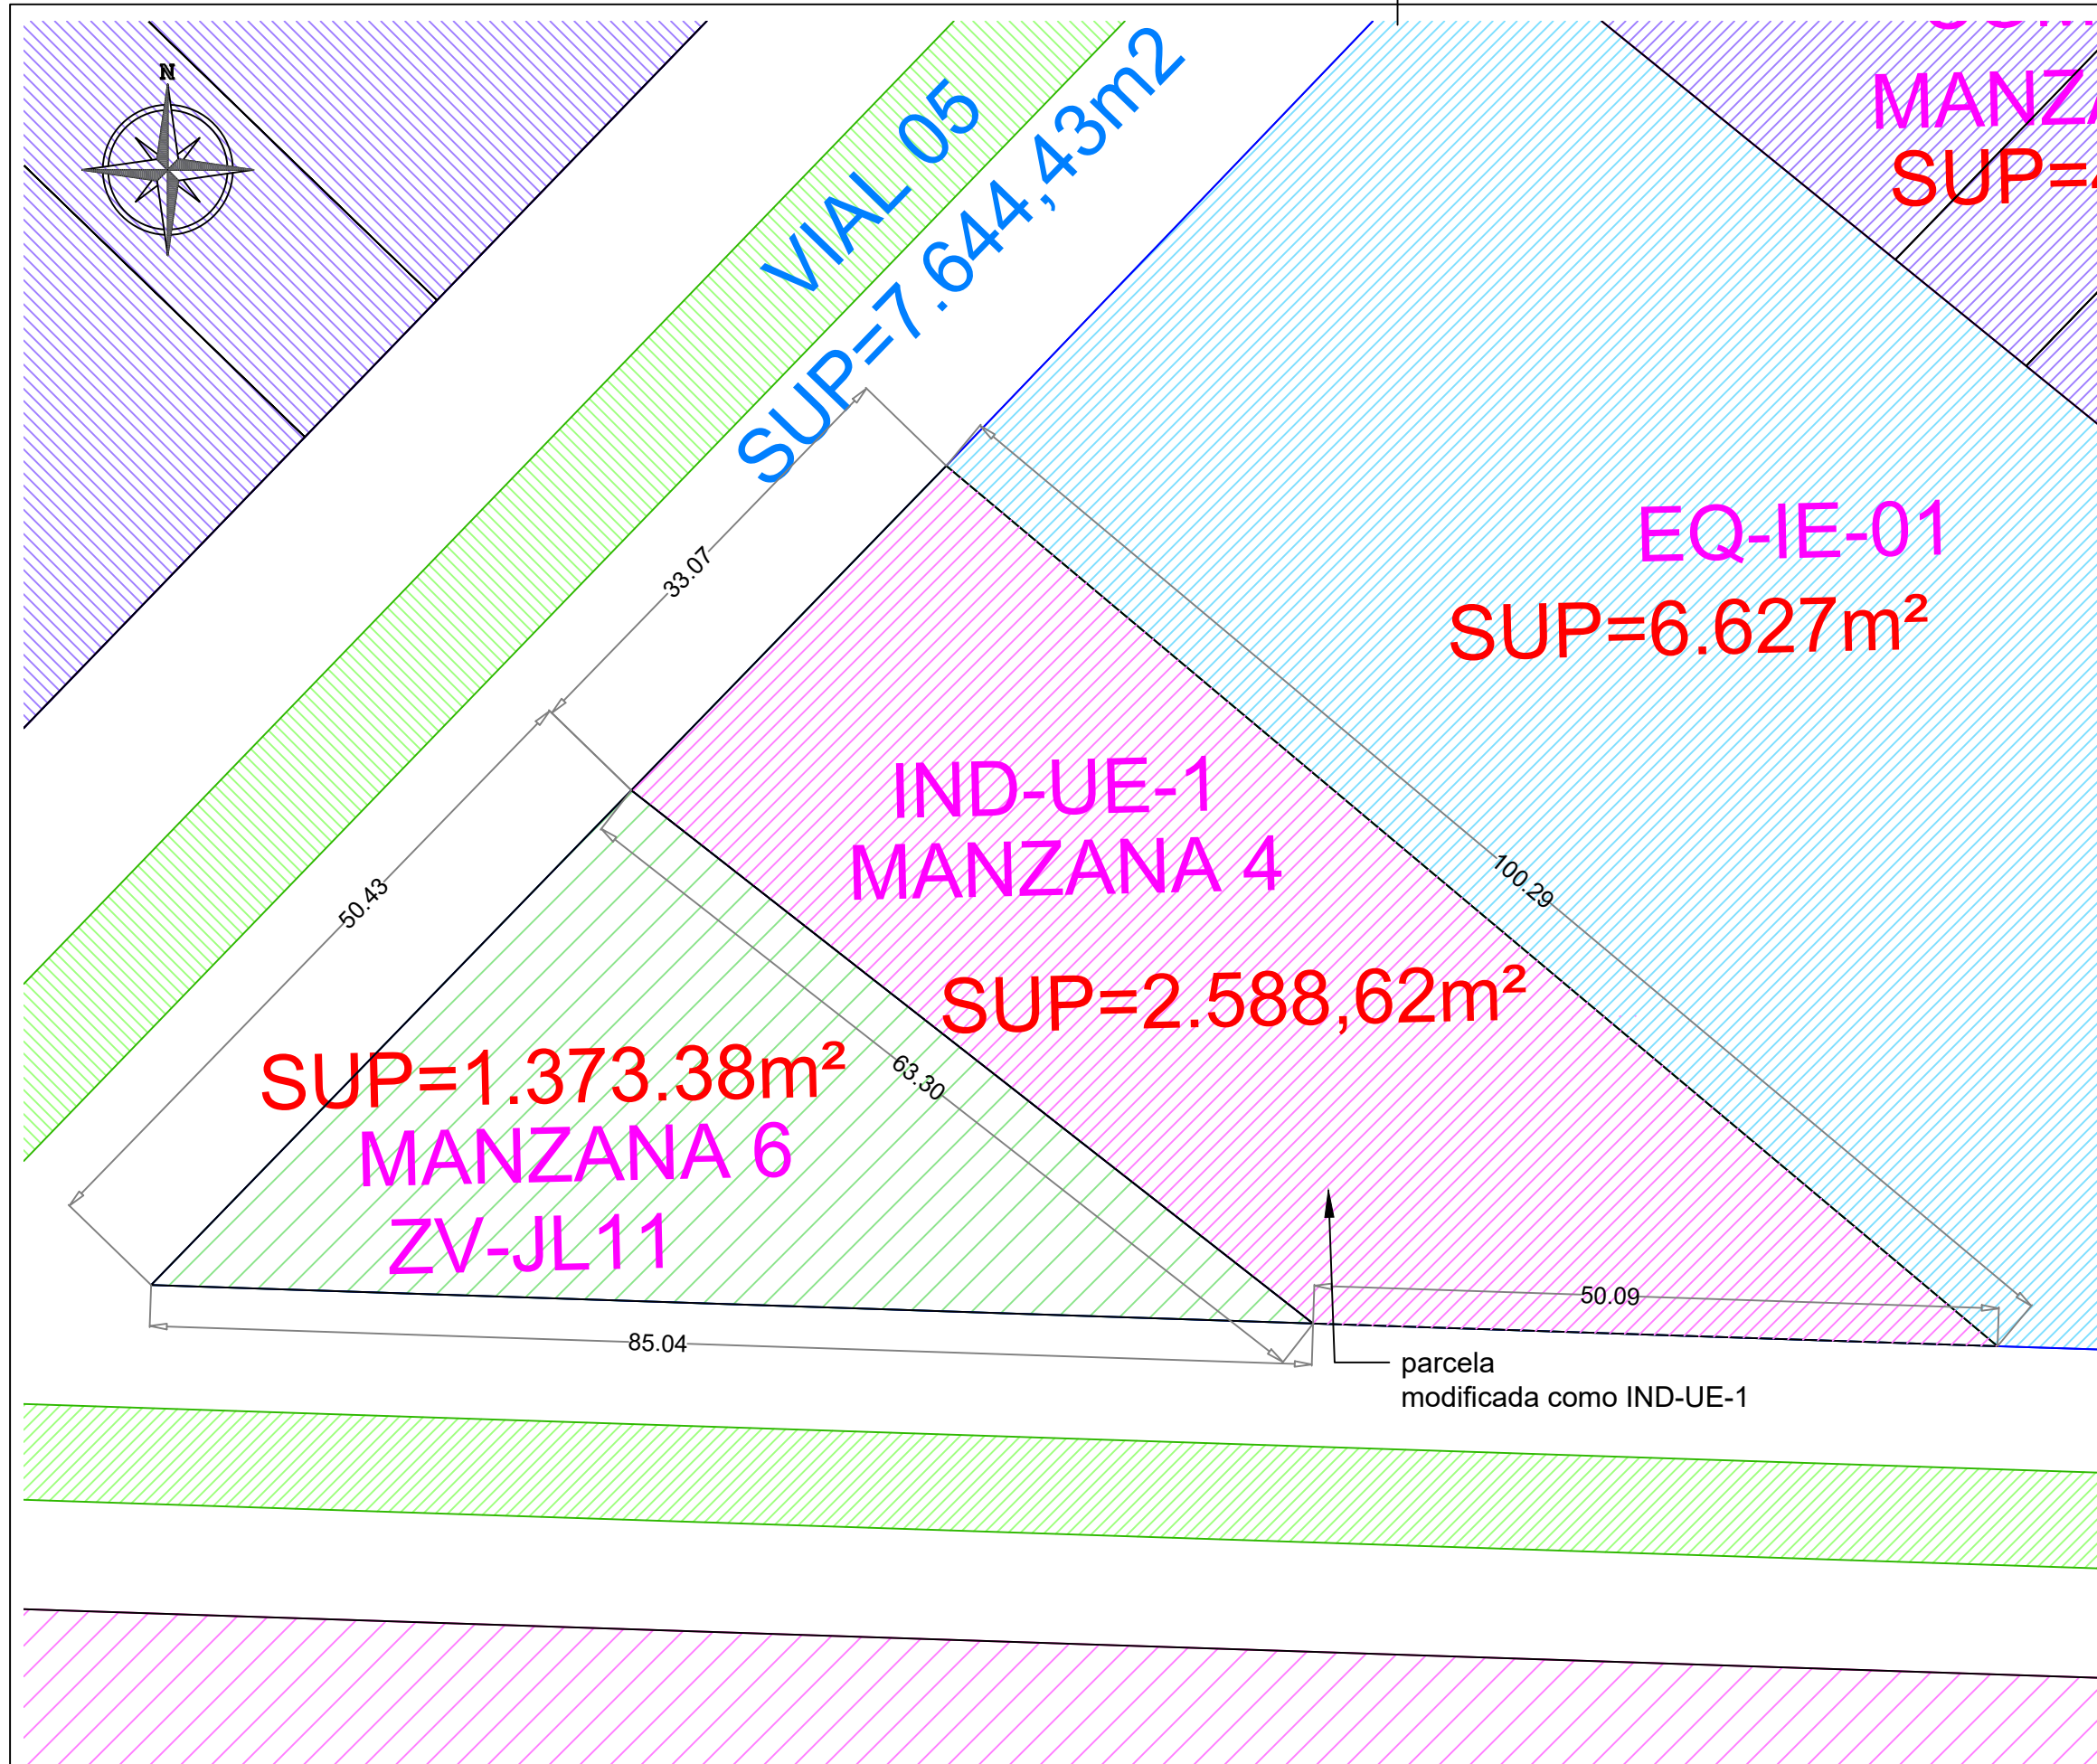 N
VIAL 05
SUP=7.644,43m2
33.07
50.43
EQ-IE-01
SUP=6.627m²
100.29
IND-UE-1
MANZANA 4
SUP=2.588,62m²
63.30
SUP=1.373.38m²
MANZANA 6
ZV-JL11
85.04
50.09
parcela
modificada como IND-UE-1